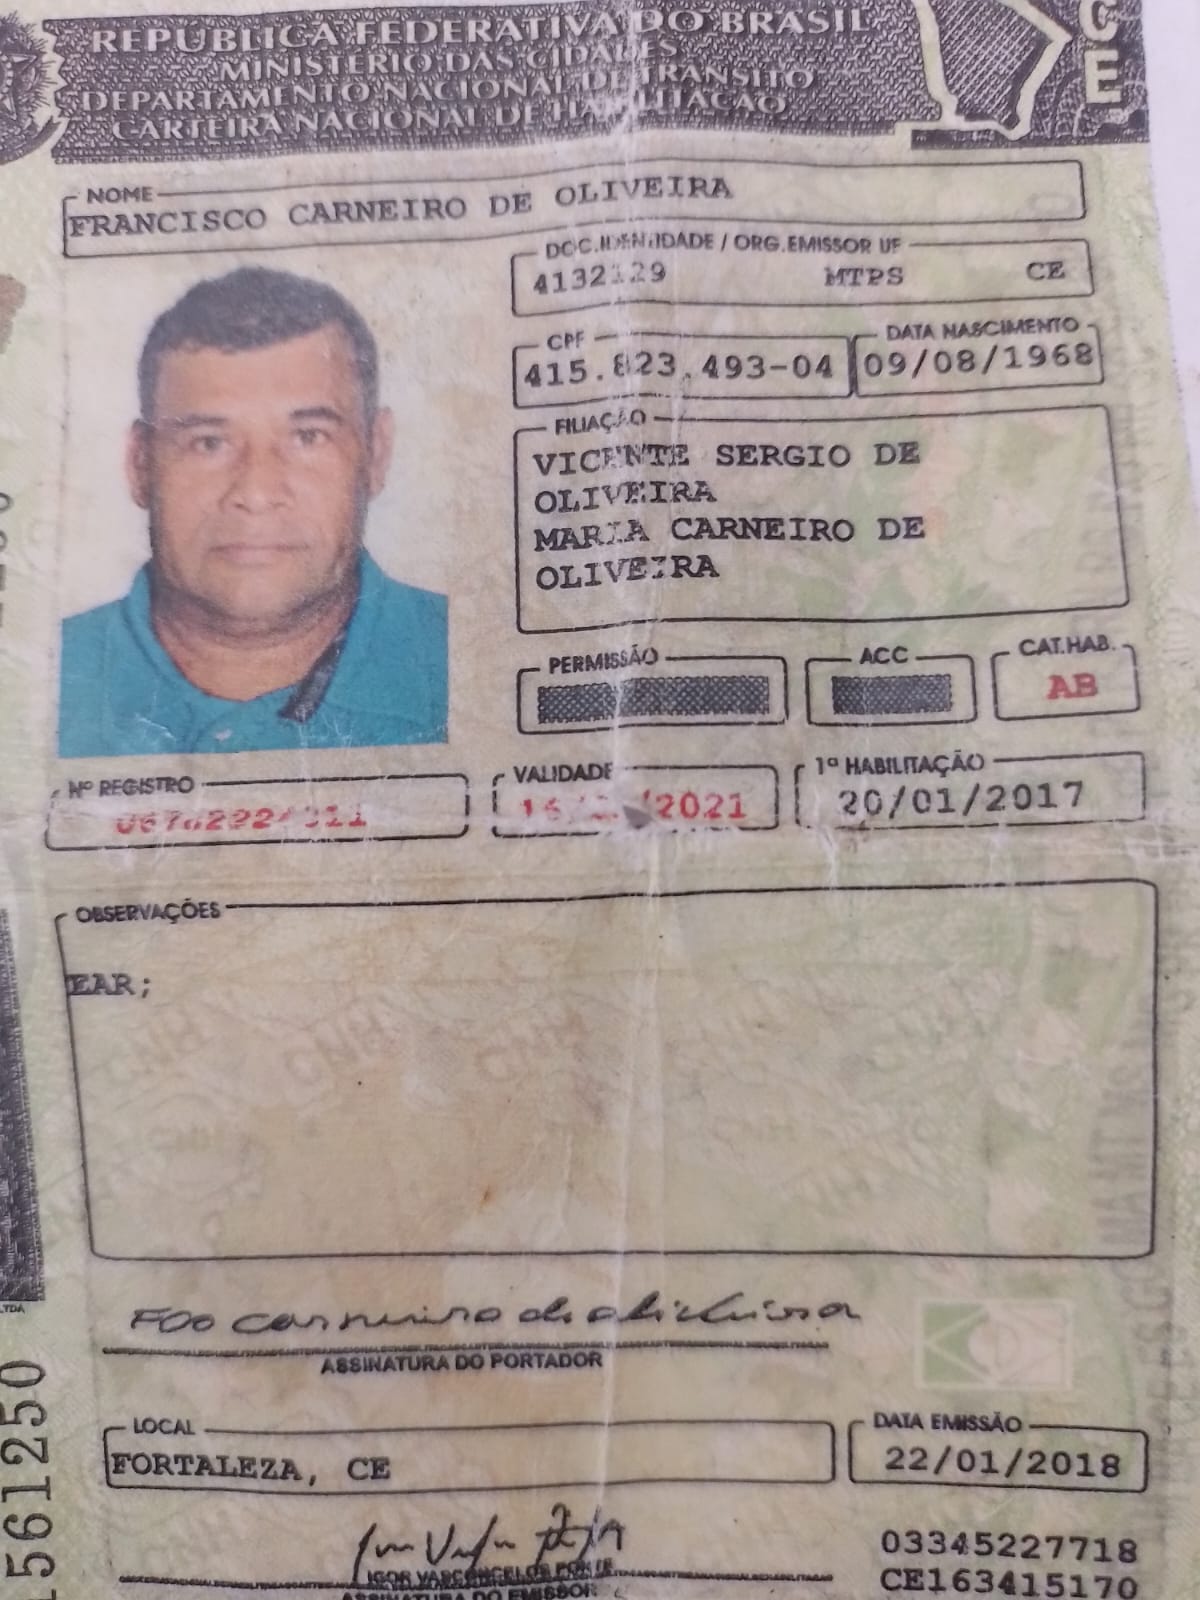 REPÚBLICA FEDERATIVA DO BRASIL
MINISTÉRIO DAS CIDADES
DEPARTAMENTO NACIONAL DE TRÂNSITO
CARTEIRA NACIONAL DE HABILITAÇÃO
CE
NOME
FRANCISCO CARNEIRO DE OLIVEIRA
DOC.IDENTIDADE / ORG.EMISSOR UF
4132129 MTPS CE
CPF
415.823.493-04
DATA NASCIMENTO
09/08/1968
FILIAÇÃO
VICENTE SERGIO DE
OLIVEIRA
MARIA CARNEIRO DE
OLIVEIRA
PERMISSÃO
ACC
CAT.HAB.
AB
Nº REGISTRO
VALIDADE
/2021
1ª HABILITAÇÃO
20/01/2017
OBSERVAÇÕES
EAR;
Fco carneiro de oliveira
ASSINATURA DO PORTADOR
LOCAL
FORTALEZA, CE
DATA EMISSÃO
22/01/2018
IGOR VASCONCELOS PONTE
ASSINATURA DO EMISSOR
03345227718
CE163415170
1561250
LTDA